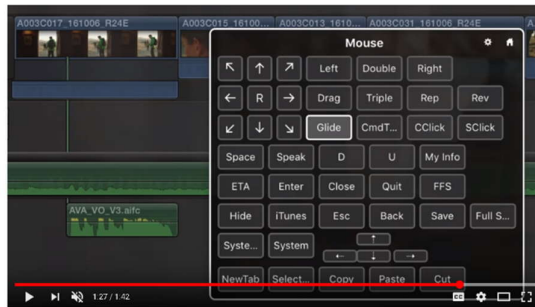 A003C017_161006_R24E
A003C015_16100...
A003C013_1610...
A003C031_161006_R24E
Mouse
Left Double Right
R Drag Triple Rep Rev
Glide CmdT... CClick SClick
Space Speak D U My Info
ETA Enter Close Quit FFS
Hide iTunes Esc Back Save Full S...
Syste... System
NewTab Select... Copy Paste Cut
AVA_VO_V3.aifc
1:27 / 1:42
CC